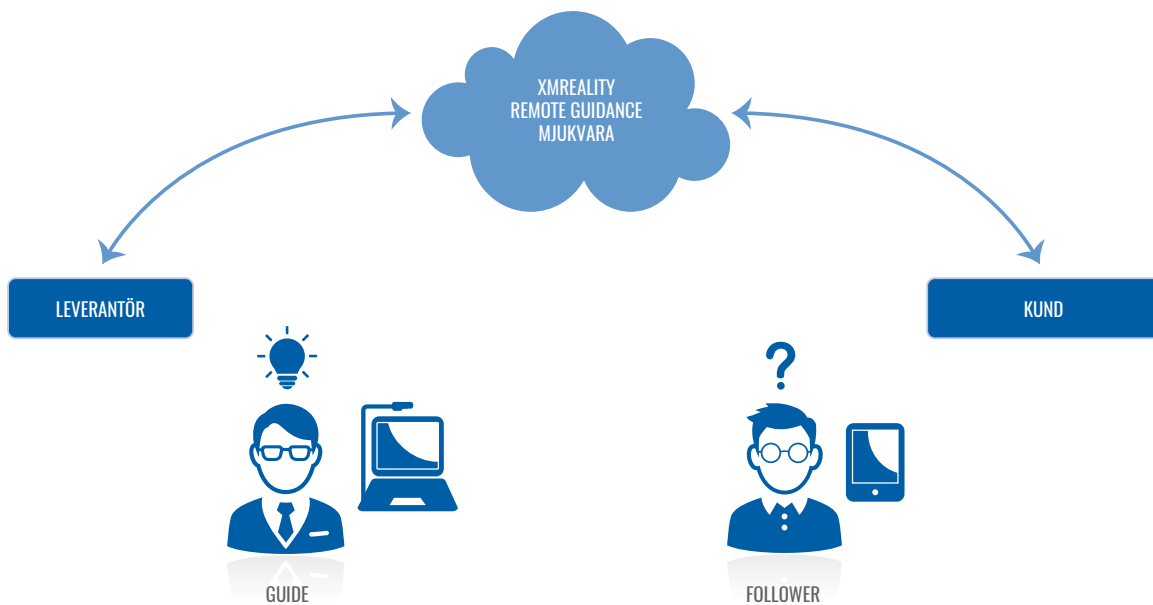 XMREALITY
REMOTE GUIDANCE
MJUKVARA
LEVERANTÖR
KUND
?
GUIDE
FOLLOWER